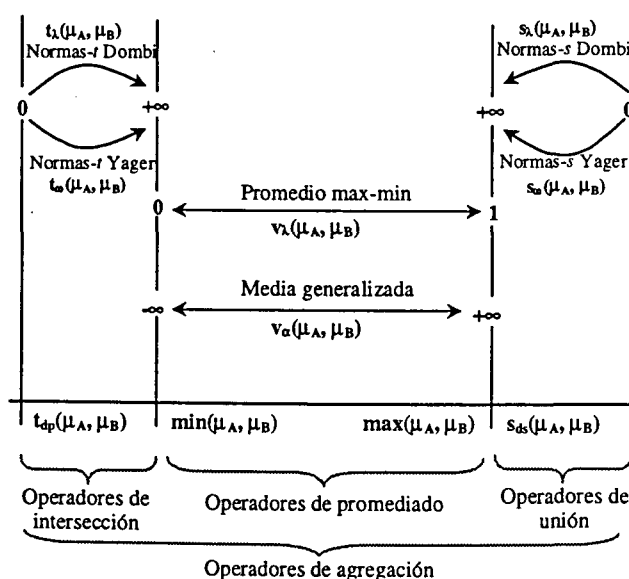 tλ(μA, μB)
Normas-t Dombi
sλ(μA, μB)
Normas-s Dombi
0 +∞ +∞ 0
Normas-t Yager
tω(μA, μB)
Normas-s Yager
sω(μA, μB)
Promedio max-min
0 1
vλ(μA, μB)
Media generalizada
-∞ +∞
vα(μA, μB)
tdp(μA, μB) min(μA, μB) max(μA, μB) sds(μA, μB)
Operadores de
intersección
Operadores de promediado
Operadores de
unión
Operadores de agregación